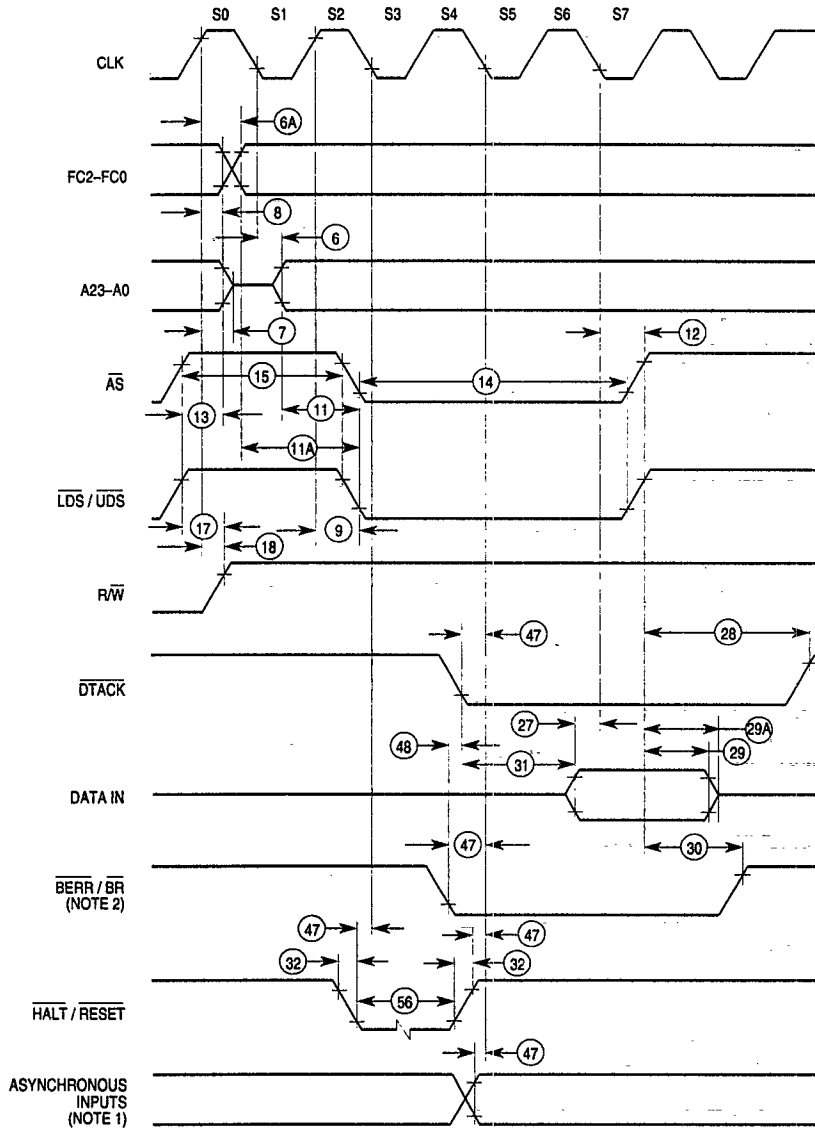 S0 S1 S2 S3 S4 S5 S6 S7
CLK
6A
FC2–FC0
8
6
A23–A0
7
12
AS
15
14
13
11
11A
LDS / UDS
17
9
18
R/W
47
28
DTACK
27
29A
48
31
29
DATA IN
47
30
BERR / BR
(NOTE 2)
47
47
32
32
56
HALT / RESET
47
ASYNCHRONOUS
INPUTS
(NOTE 1)